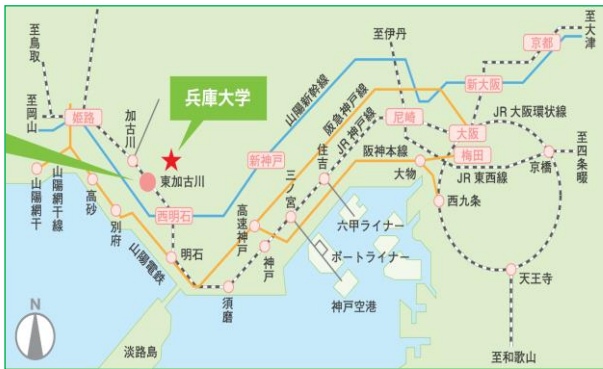 至鳥取
至岡山
姫路
加古川
兵庫大学
東加古川
山陽網干
山陽網干線
高砂
別府
西明石
山陽電鉄
明石
須磨
淡路島
N
新神戸
山陽新幹線
阪急神戸線
JR神戸線
高速神戸
神戸
三ノ宮
住吉
六甲ライナー
ポートライナー
神戸空港
阪神本線
至伊丹
尼崎
大物
新大阪
京都
至大津
大阪
梅田
JR 大阪環状線
JR 東西線
京橋
至四条畷
西九条
天王寺
至和歌山